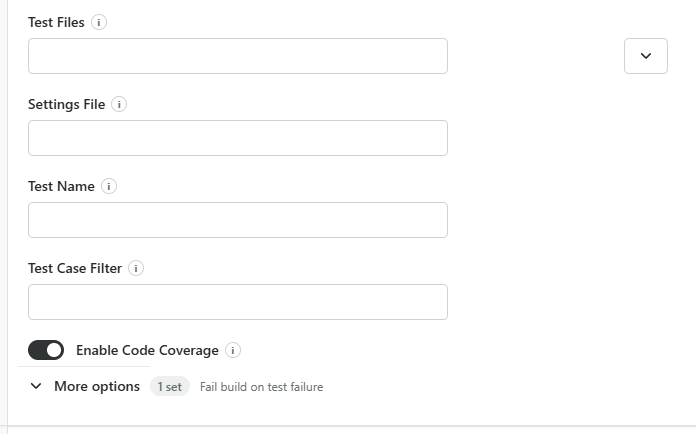 Test Files
Settings File
Test Name
Test Case Filter
Enable Code Coverage
More options 1 set Fail build on test failure